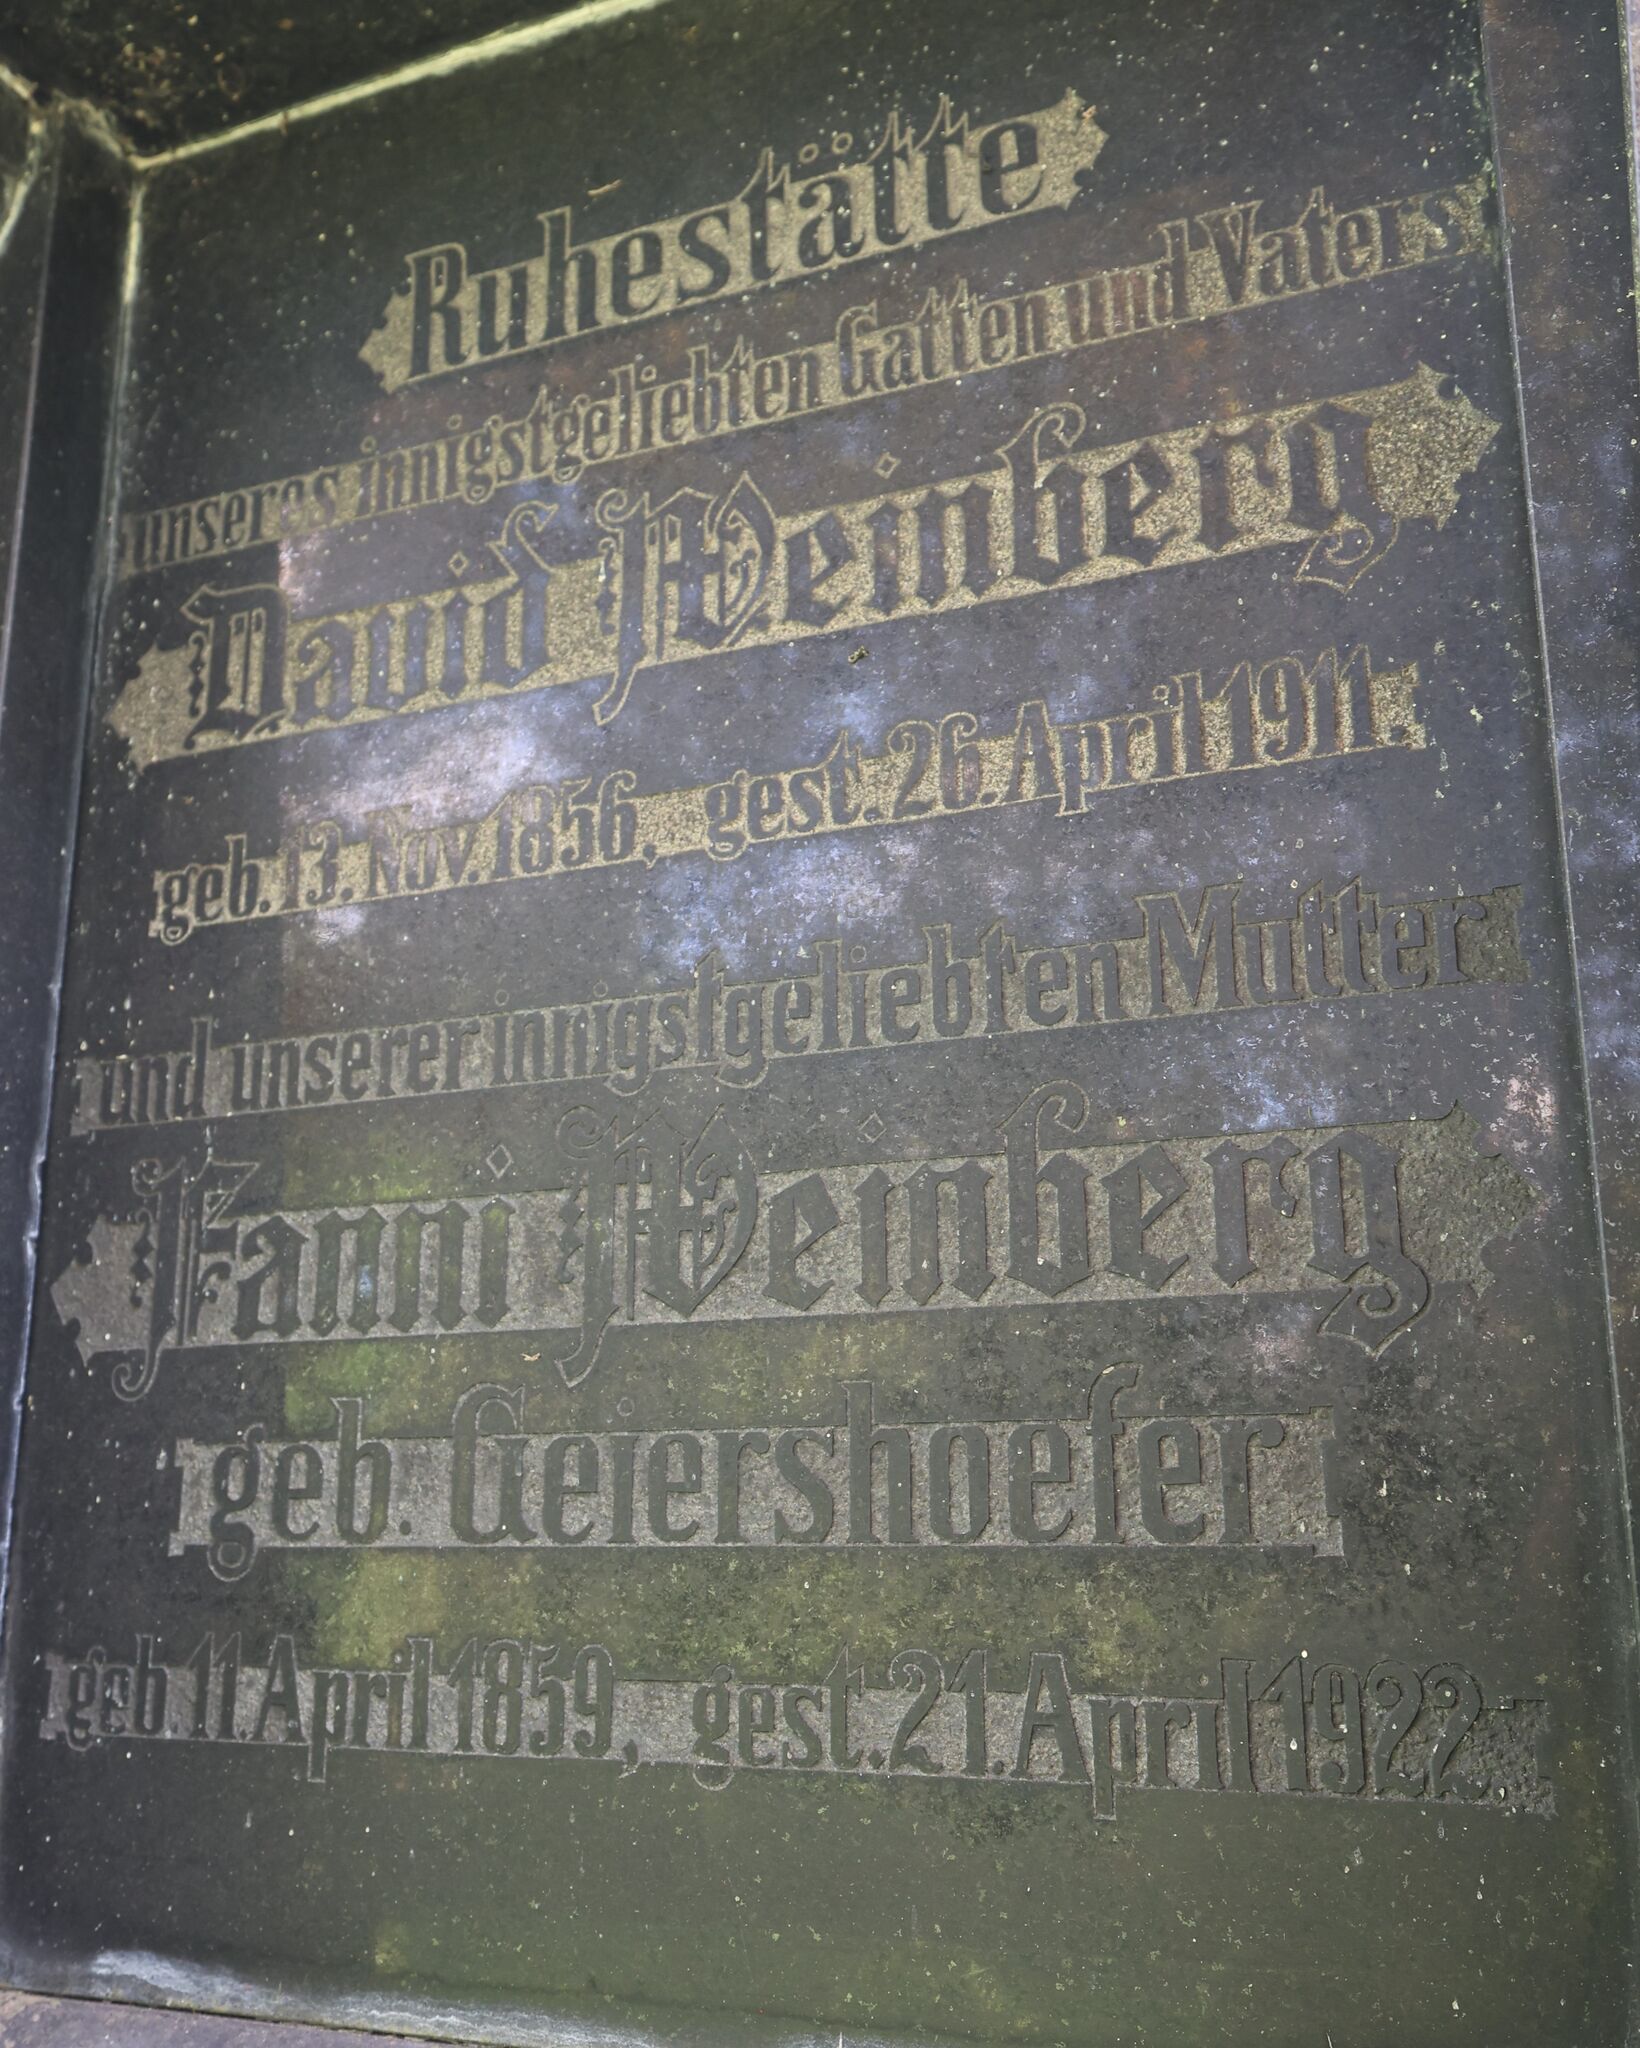 Ruhestätte
unseres innigstgeliebten Gatten und Vaters
David Weinberg
geb. 13. Nov. 1856, gest. 26. April 1911.
und unserer innigstgeliebten Mutter
Fanni Weinberg
geb. Geiershoefer
geb. 11. April 1859, gest. 21. April 1922.